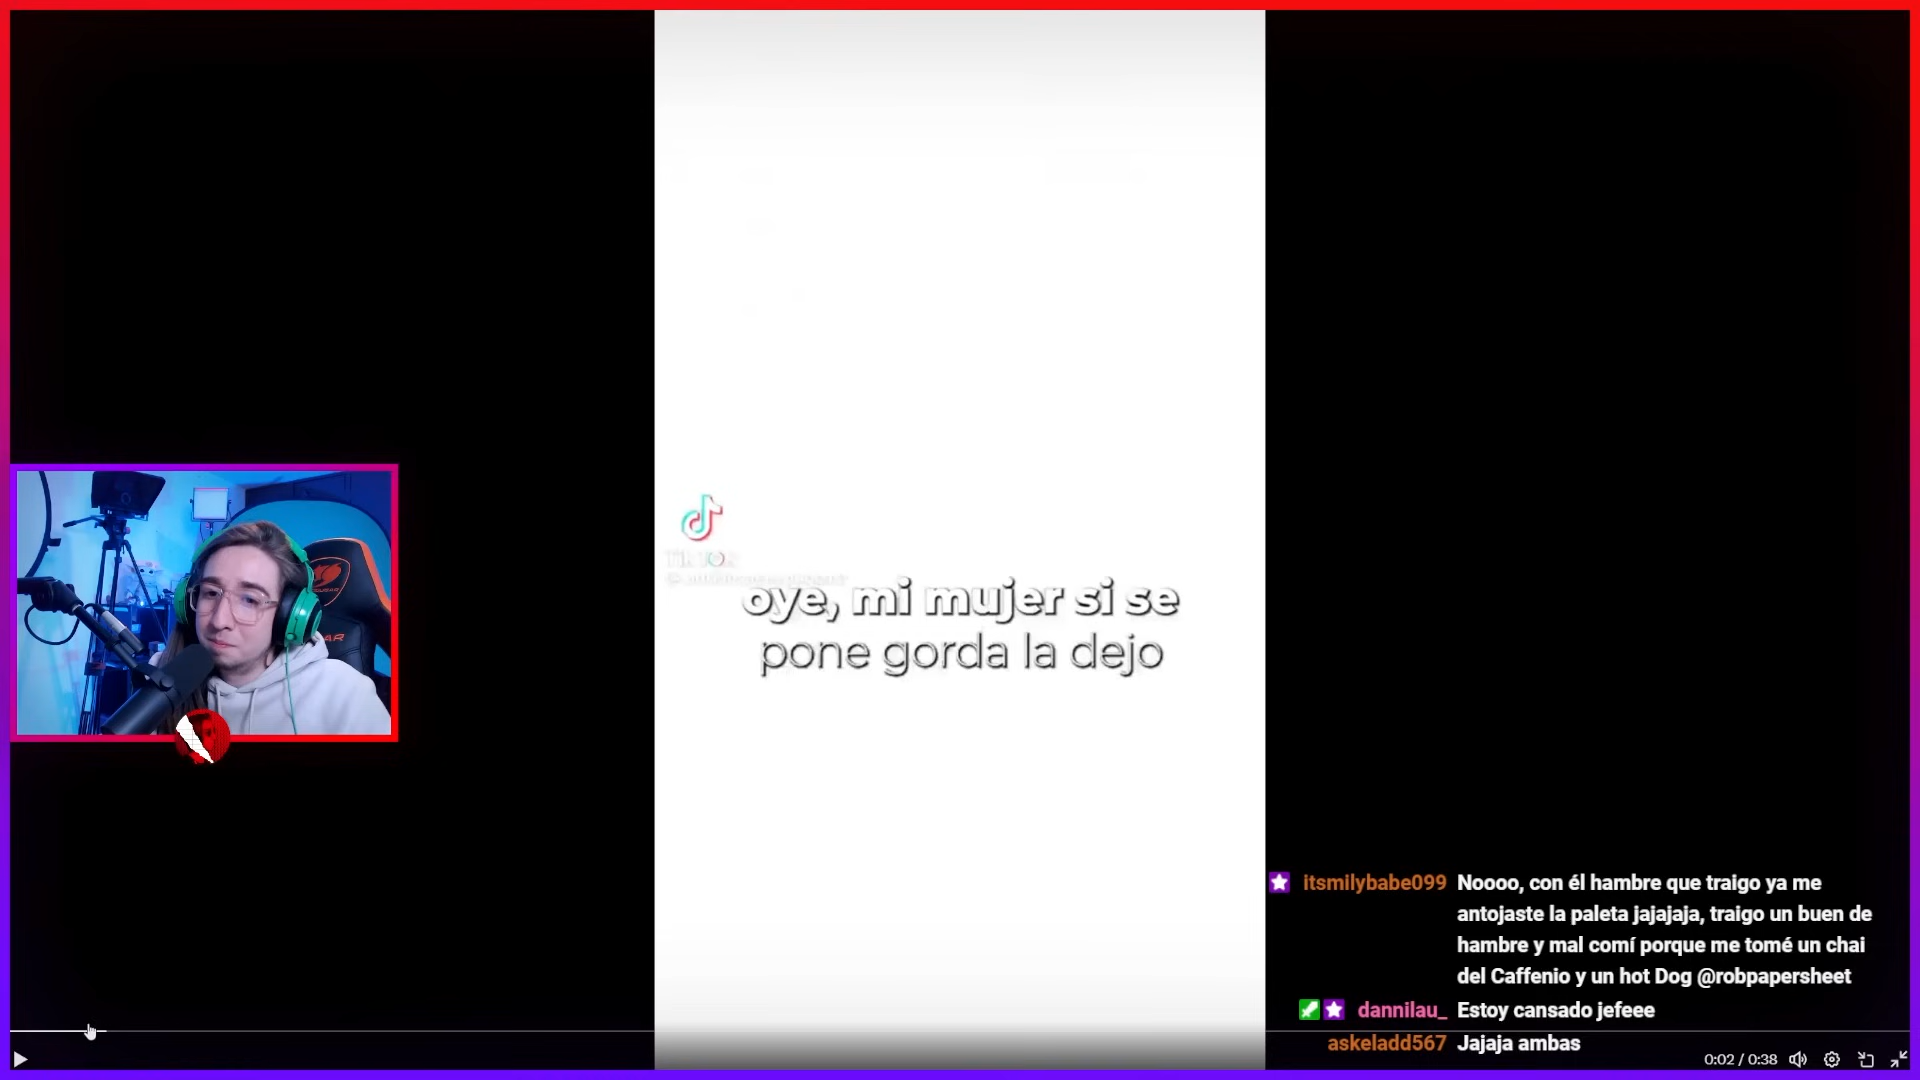 TikTok
oye, mi mujer si se
pone gorda la dejo
itsmilybabe099 Noooo, con él hambre que traigo ya me
antojaste la paleta jajajaja, traigo un buen de
hambre y mal comí porque me tomé un chai
del Caffenio y un hot Dog @robpapersheet
dannilau_ Estoy cansado jefeee
askeladd567 Jajaja ambas
0:02 / 0:38